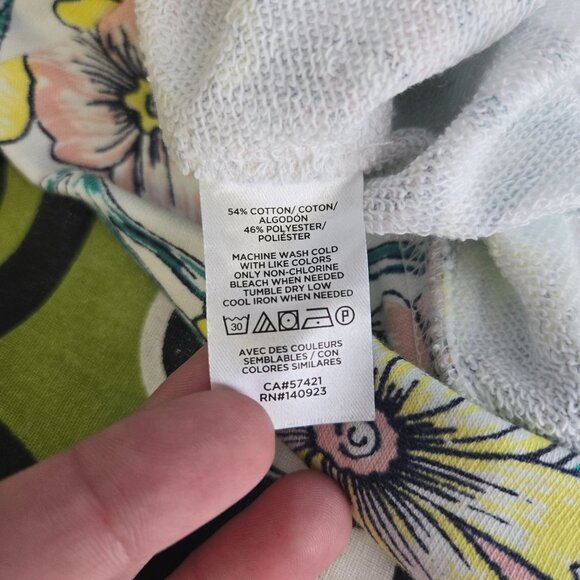 54% COTTON/ COTON/
ALGODÓN
46% POLYESTER/
POLIÉSTER
MACHINE WASH COLD
WITH LIKE COLORS
ONLY NON-CHLORINE
BLEACH WHEN NEEDED
TUMBLE DRY LOW
COOL IRON WHEN NEEDED
30 P
AVEC DES COULEURS
SEMBLABLES / CON
COLORES SIMILARES
CA#57421
RN#140923